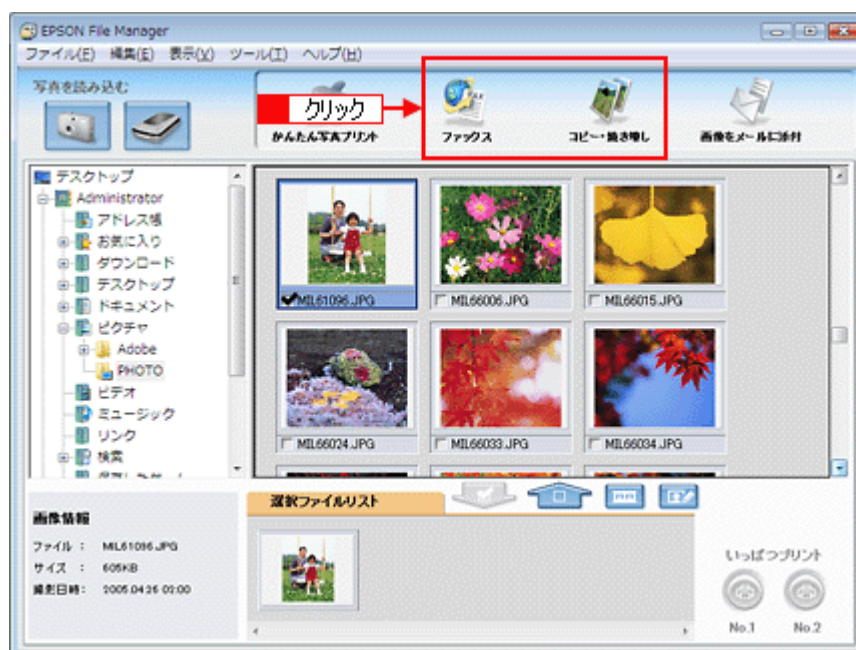 EPSON File Manager
ファイル(F) 編集(E) 表示(V) ツール(T) ヘルプ(H)
写真を読み込む
クリック
かんたん写真プリント
ファックス
コピー・焼き増し
画像をメールに添付
デスクトップ
Administrator
アドレス帳
お気に入り
ダウンロード
デスクトップ
ドキュメント
ピクチャ
Adobe
PHOTO
ビデオ
ミュージック
リンク
検索
MIL61096.JPG
MIL66006.JPG
MIL66015.JPG
MIL66024.JPG
MIL66033.JPG
MIL66034.JPG
選択ファイルリスト
画像情報
ファイル : MIL61096.JPG
サイズ : 605KB
撮影日時: 2005.04.26 02:00
いっぱつプリント
No.1 No.2